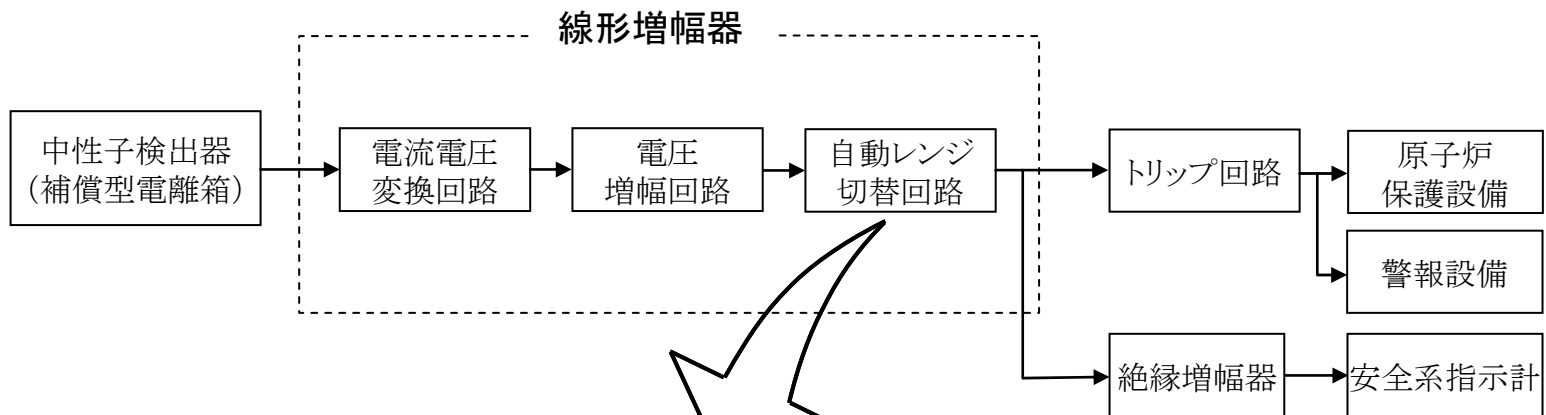 線形増幅器
中性子検出器
（補償型電離箱）
電流電圧
変換回路
電圧
増幅回路
自動レンジ
切替回路
トリップ回路
原子炉
保護設備
警報設備
絶縁増幅器
安全系指示計